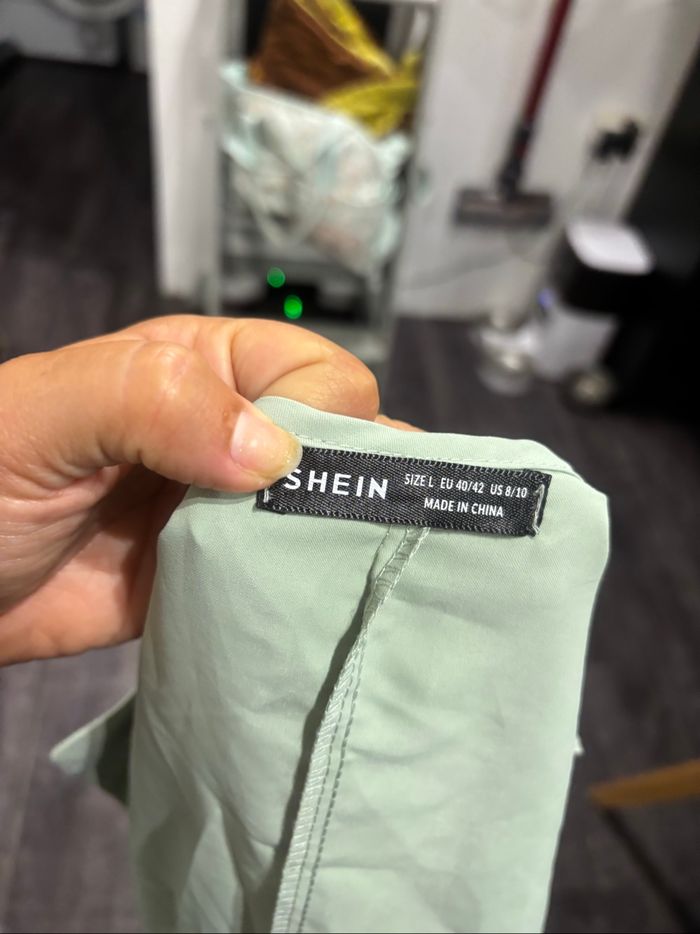 SHEIN
SIZE L EU 40/42 US 8/10
MADE IN CHINA